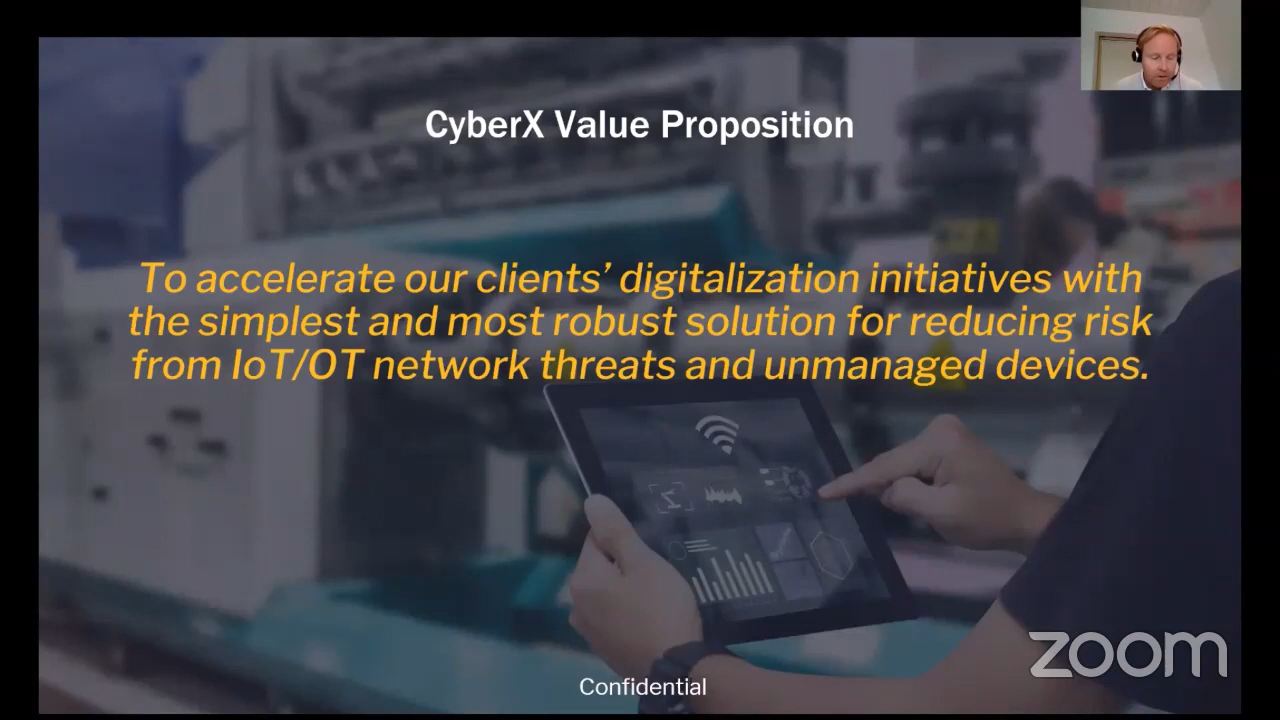 CyberX Value Proposition
To accelerate our clients’ digitalization initiatives with
the simplest and most robust solution for reducing risk
from IoT/OT network threats and unmanaged devices.
zoom
Confidential